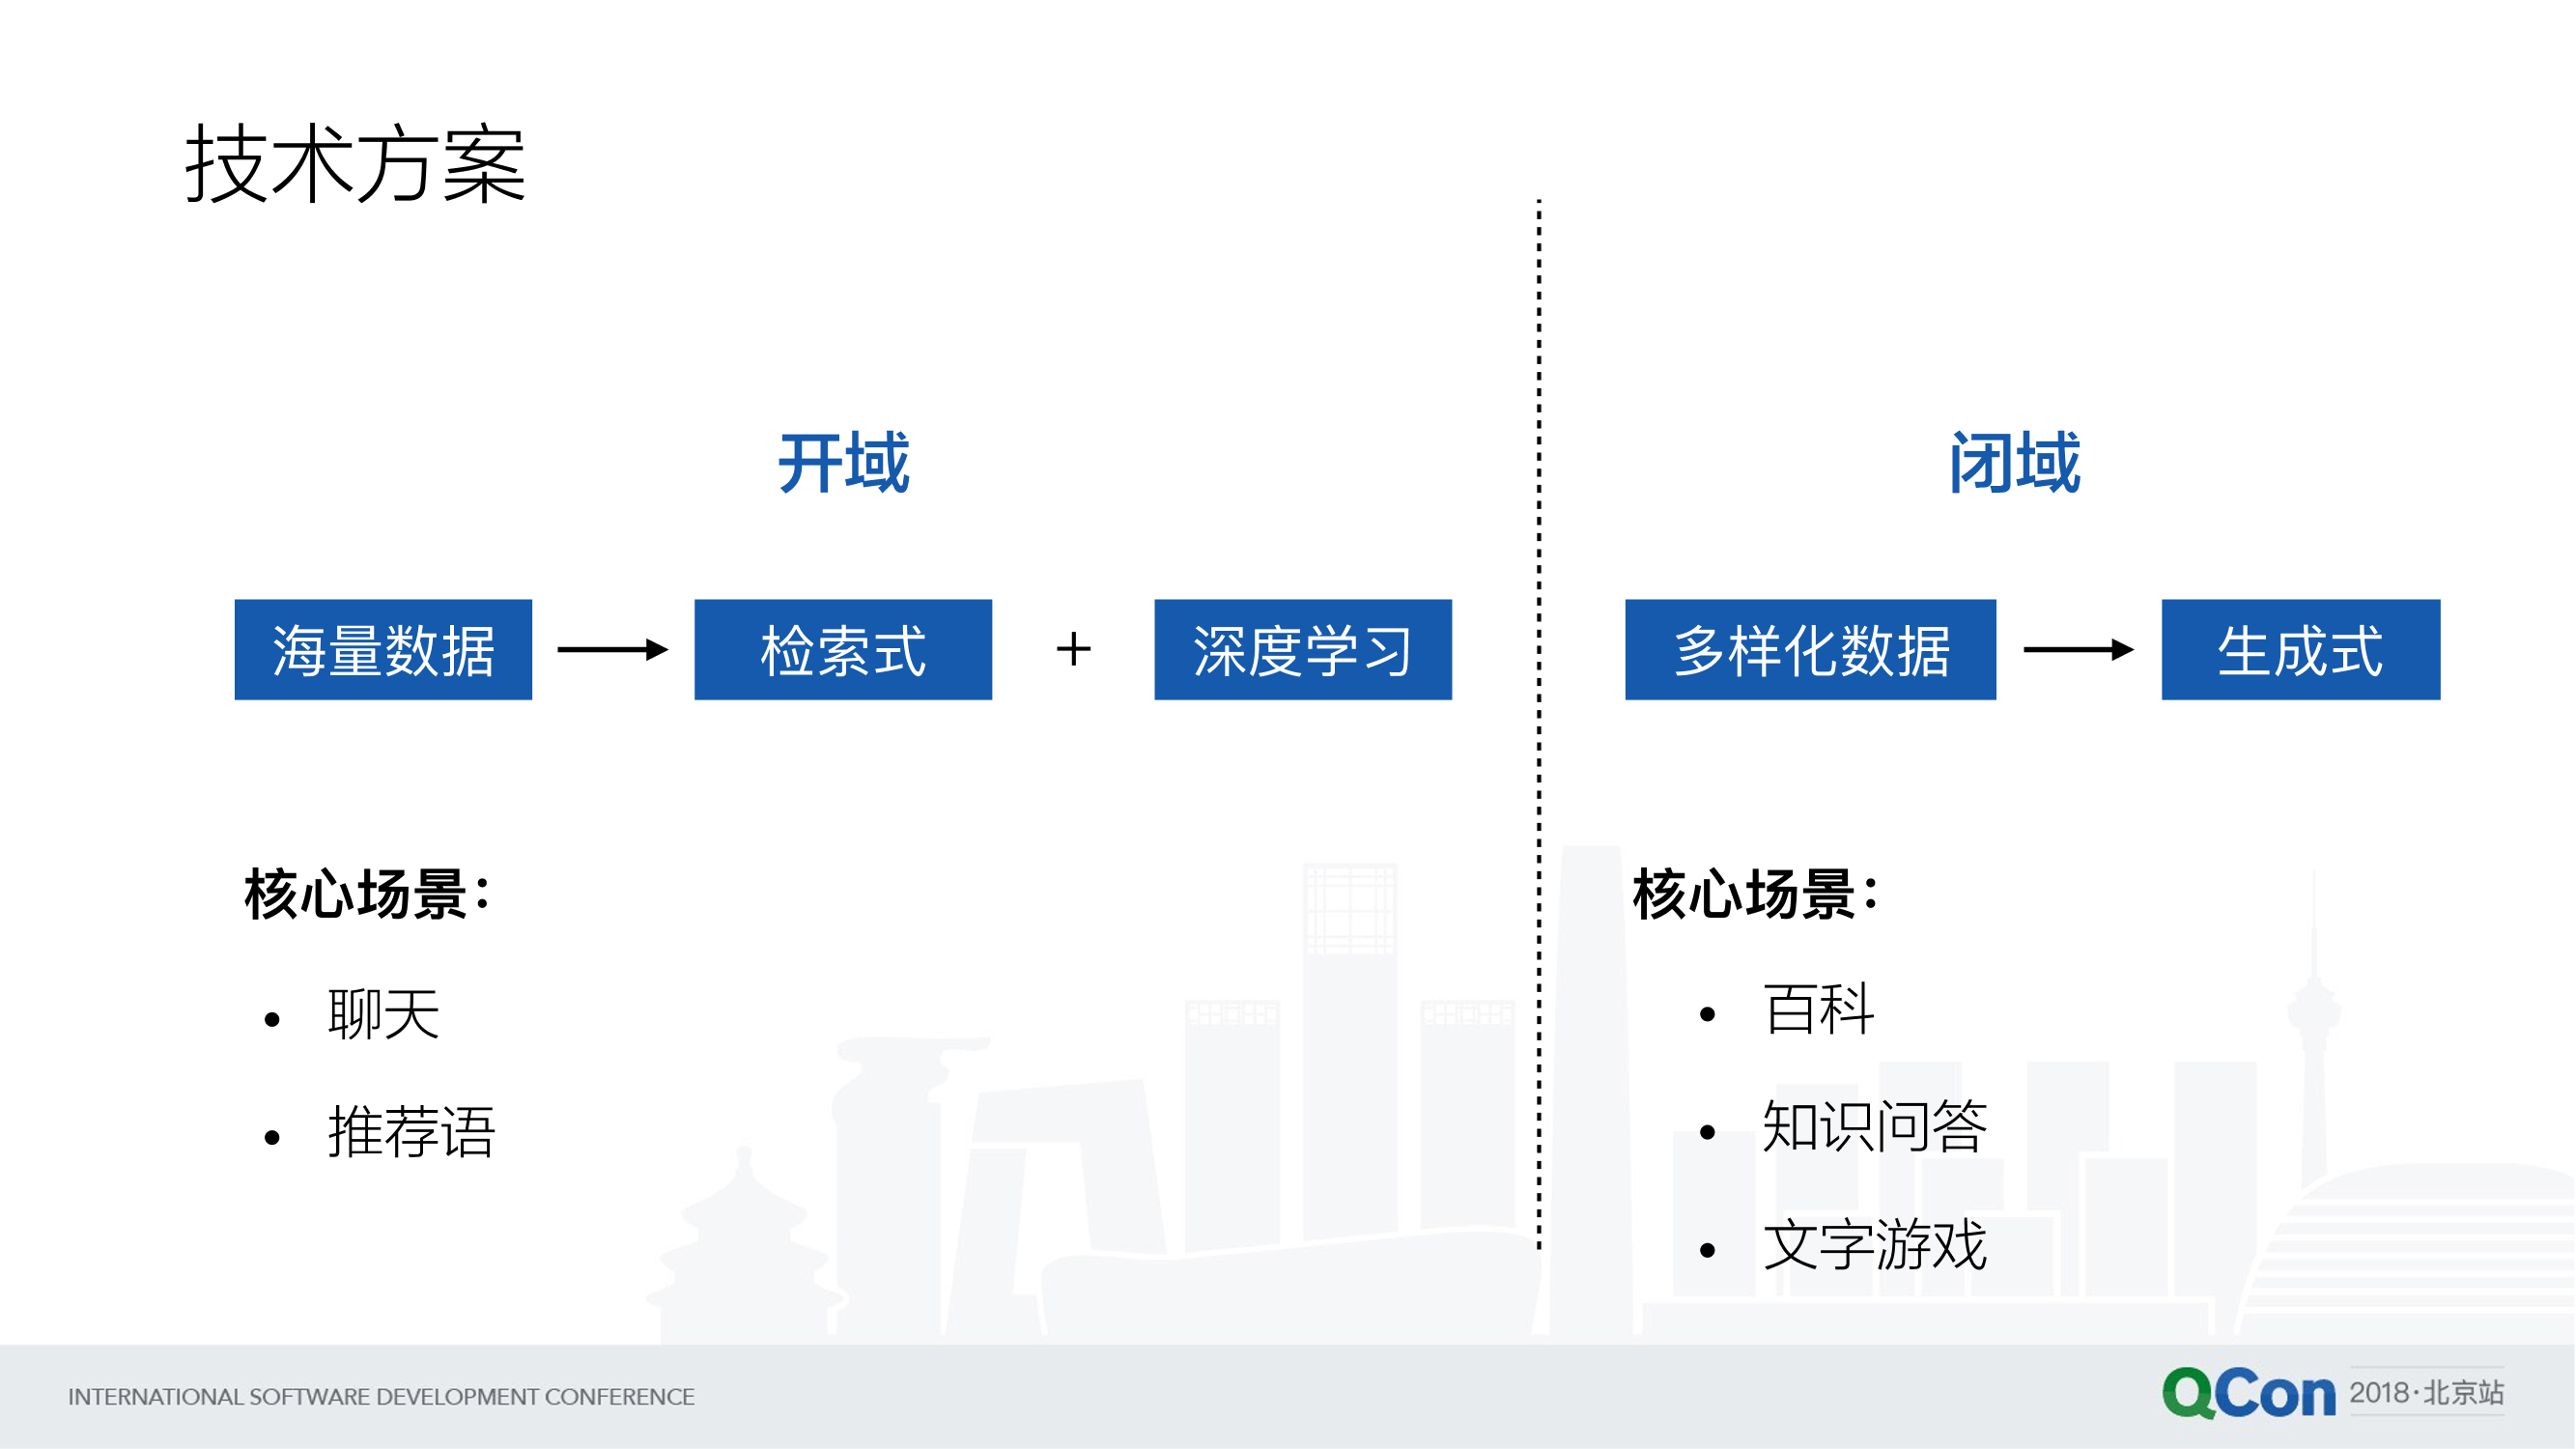 技术方案
开域
海量数据 → 检索式 + 深度学习
核心场景：
• 聊天
• 推荐语
闭域
多样化数据 → 生成式
核心场景：
• 百科
• 知识问答
• 文字游戏
INTERNATIONAL SOFTWARE DEVELOPMENT CONFERENCE
QCon 2018·北京站